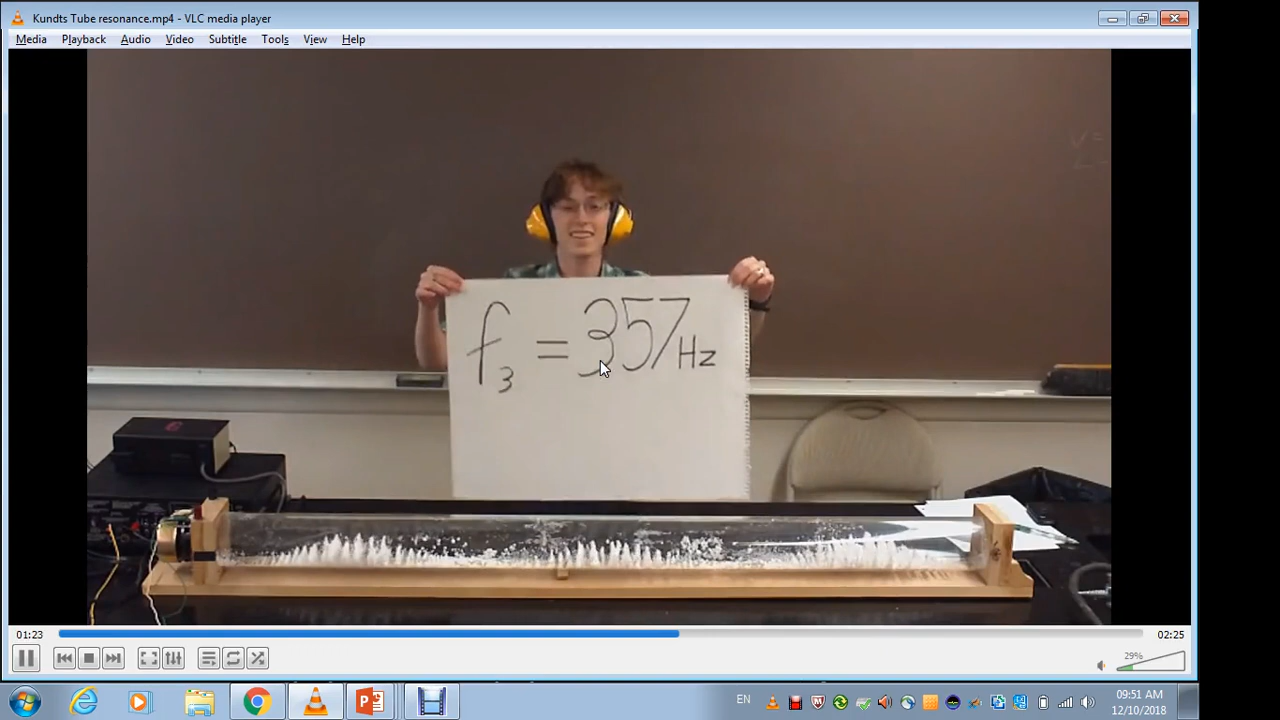 Kundts Tube resonance.mp4 - VLC media player
Media Playback Audio Video Subtitle Tools View Help
f₃ = 357 Hz
01:23
02:25
29%
EN
09:51 AM
12/10/2018